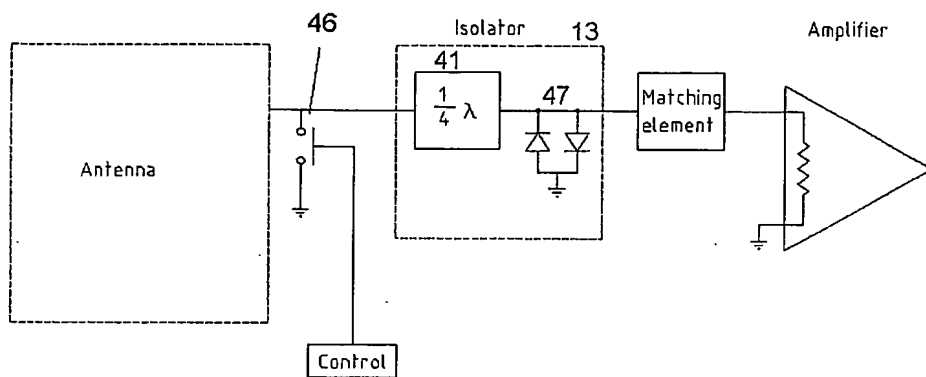 46
Isolator 13
Amplifier
41
1/4 λ
47
Matching
element
Antenna
Control